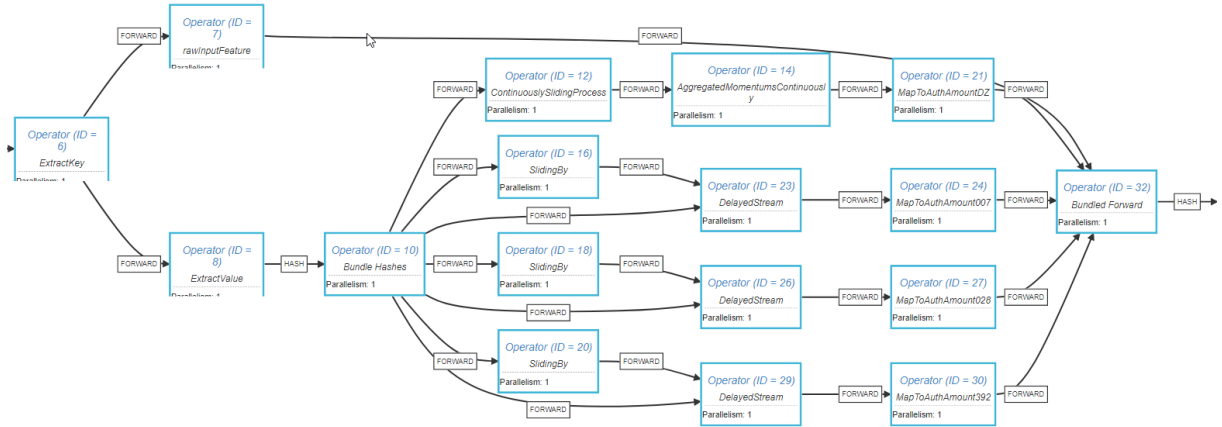 Operator (ID =
7)
rawInputFeature
Parallelism: 1
FORWARD
FORWARD
Operator (ID = 12)
ContinuouslySlidingProcess
Parallelism: 1
FORWARD
FORWARD
Operator (ID = 14)
AggregatedMomentumsContinuousl
y
Parallelism: 1
FORWARD
Operator (ID = 21)
MapToAuthAmountDZ
Parallelism: 1
FORWARD
Operator (ID =
6)
ExtractKey
Parallelism: 1
FORWARD
Operator (ID = 16)
SlidingBy
Parallelism: 1
FORWARD
FORWARD
Operator (ID = 23)
DelayedStream
Parallelism: 1
FORWARD
Operator (ID = 24)
MapToAuthAmount007
Parallelism: 1
FORWARD
Operator (ID = 32)
Bundled Forward
Parallelism: 1
HASH
FORWARD
Operator (ID =
8)
ExtractValue
Parallelism: 1
HASH
Operator (ID = 10)
Bundle Hashes
Parallelism: 1
FORWARD
Operator (ID = 18)
SlidingBy
Parallelism: 1
FORWARD
FORWARD
Operator (ID = 26)
DelayedStream
Parallelism: 1
FORWARD
Operator (ID = 27)
MapToAuthAmount028
Parallelism: 1
FORWARD
FORWARD
Operator (ID = 20)
SlidingBy
Parallelism: 1
FORWARD
FORWARD
Operator (ID = 29)
DelayedStream
Parallelism: 1
FORWARD
Operator (ID = 30)
MapToAuthAmount392
Parallelism: 1
FORWARD